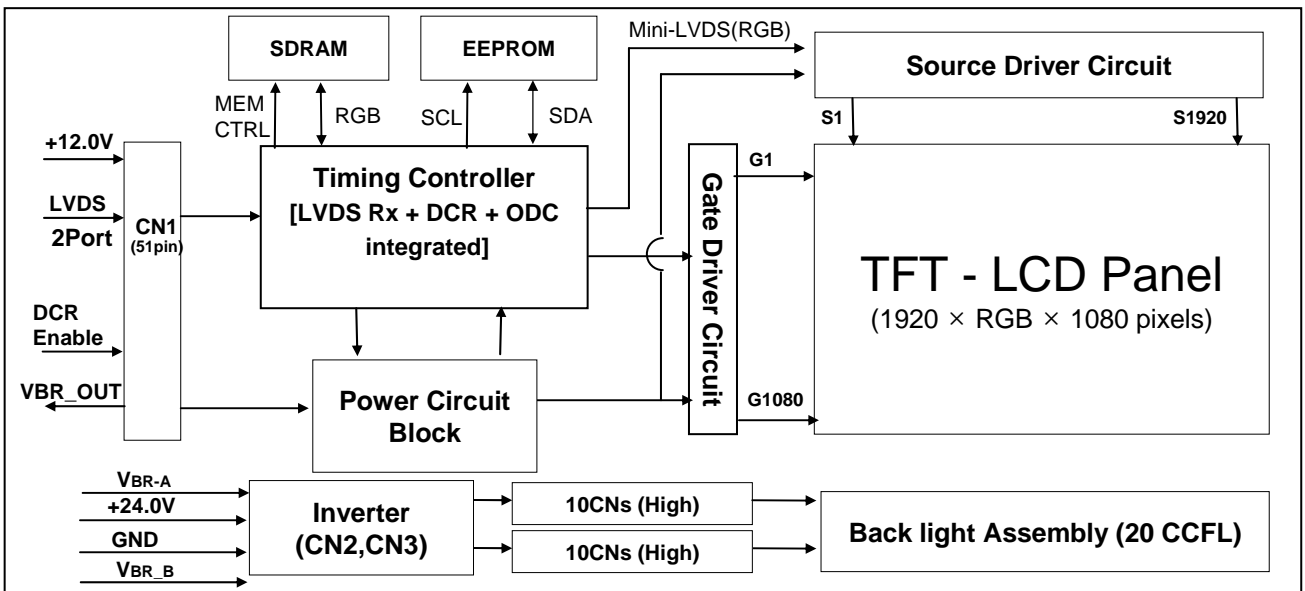 SDRAM
EEPROM
Mini-LVDS(RGB)
Source Driver Circuit
MEM
CTRL
RGB
SCL
SDA
S1
S1920
+12.0V
LVDS
2Port
DCR
Enable
VBR_OUT
CN1
(51pin)
Timing Controller
[LVDS Rx + DCR + ODC
integrated]
Power Circuit
Block
Gate Driver Circuit
G1
G1080
TFT - LCD Panel
(1920 × RGB × 1080 pixels)
VBR-A
+24.0V
GND
VBR_B
Inverter
(CN2,CN3)
10CNs (High)
10CNs (High)
Back light Assembly (20 CCFL)